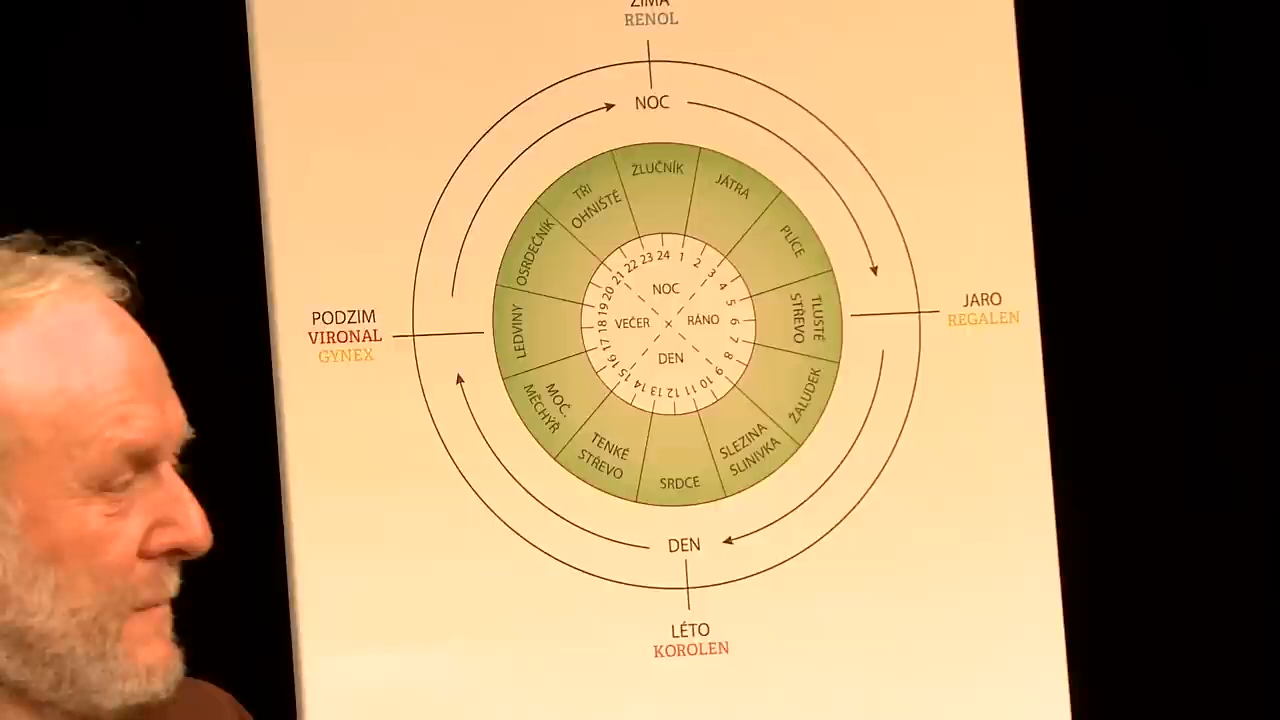 ZIMA
RENOL
NOC
ŽLUČNÍK
JÁTRA
PLÍCE
TLUSTÉ
STŘEVO
ŽALUDEK
SLEZINA
SLINIVKA
SRDCE
TENKÉ
STŘEVO
MOČ.
MĚCHÝŘ
LEDVINY
OSRDEČNÍK
TŘI
OHNIŠTĚ
24 1 2 3 4 5 6 7 8 9 10 11 12 13 14 15 16 17 18 19 20 21 22 23
NOC
VEČER
RÁNO
DEN
PODZIM
VIRONAL
GYNEX
JARO
REGALEN
DEN
LÉTO
KOROLEN